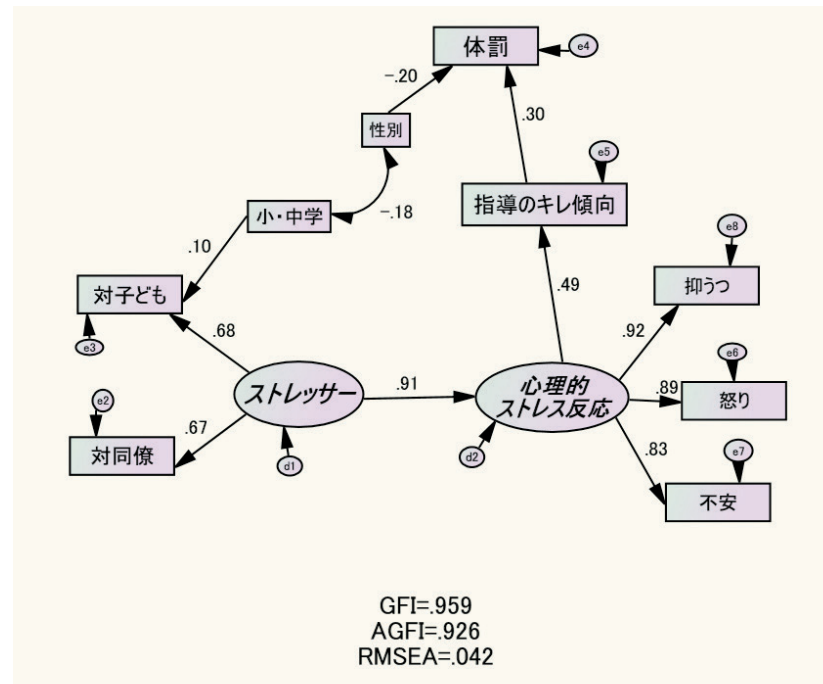 体罰
e4
-.20
性別
.30
e5
指導のキレ傾向
小・中学
-.18
.10
e8
対子ども
抑うつ
.49
e3
.68
.92
ストレッサー
.91
心理的
ストレス反応
e6
.89
怒り
e2
.67
対同僚
d1
d2
.83
e7
不安
GFI=.959
AGFI=.926
RMSEA=.042